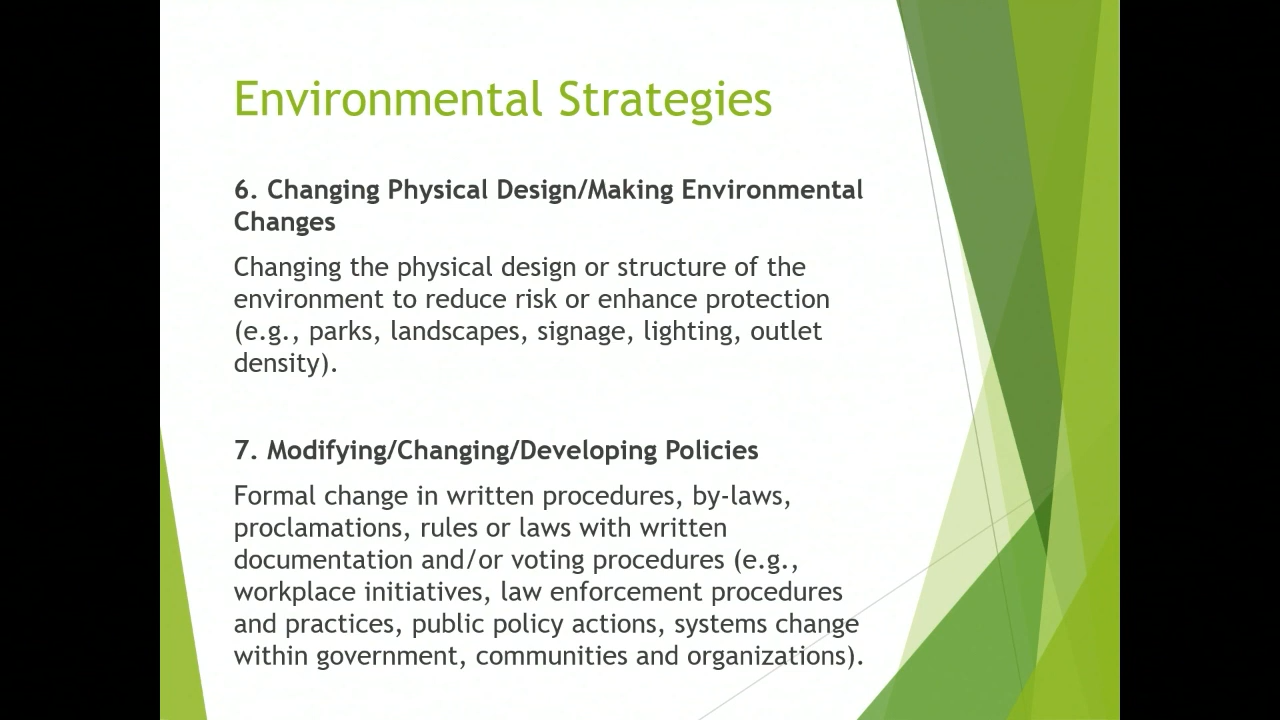 Environmental Strategies
6. Changing Physical Design/Making Environmental
Changes
Changing the physical design or structure of the
environment to reduce risk or enhance protection
(e.g., parks, landscapes, signage, lighting, outlet
density).
7. Modifying/Changing/Developing Policies
Formal change in written procedures, by-laws,
proclamations, rules or laws with written
documentation and/or voting procedures (e.g.,
workplace initiatives, law enforcement procedures
and practices, public policy actions, systems change
within government, communities and organizations).